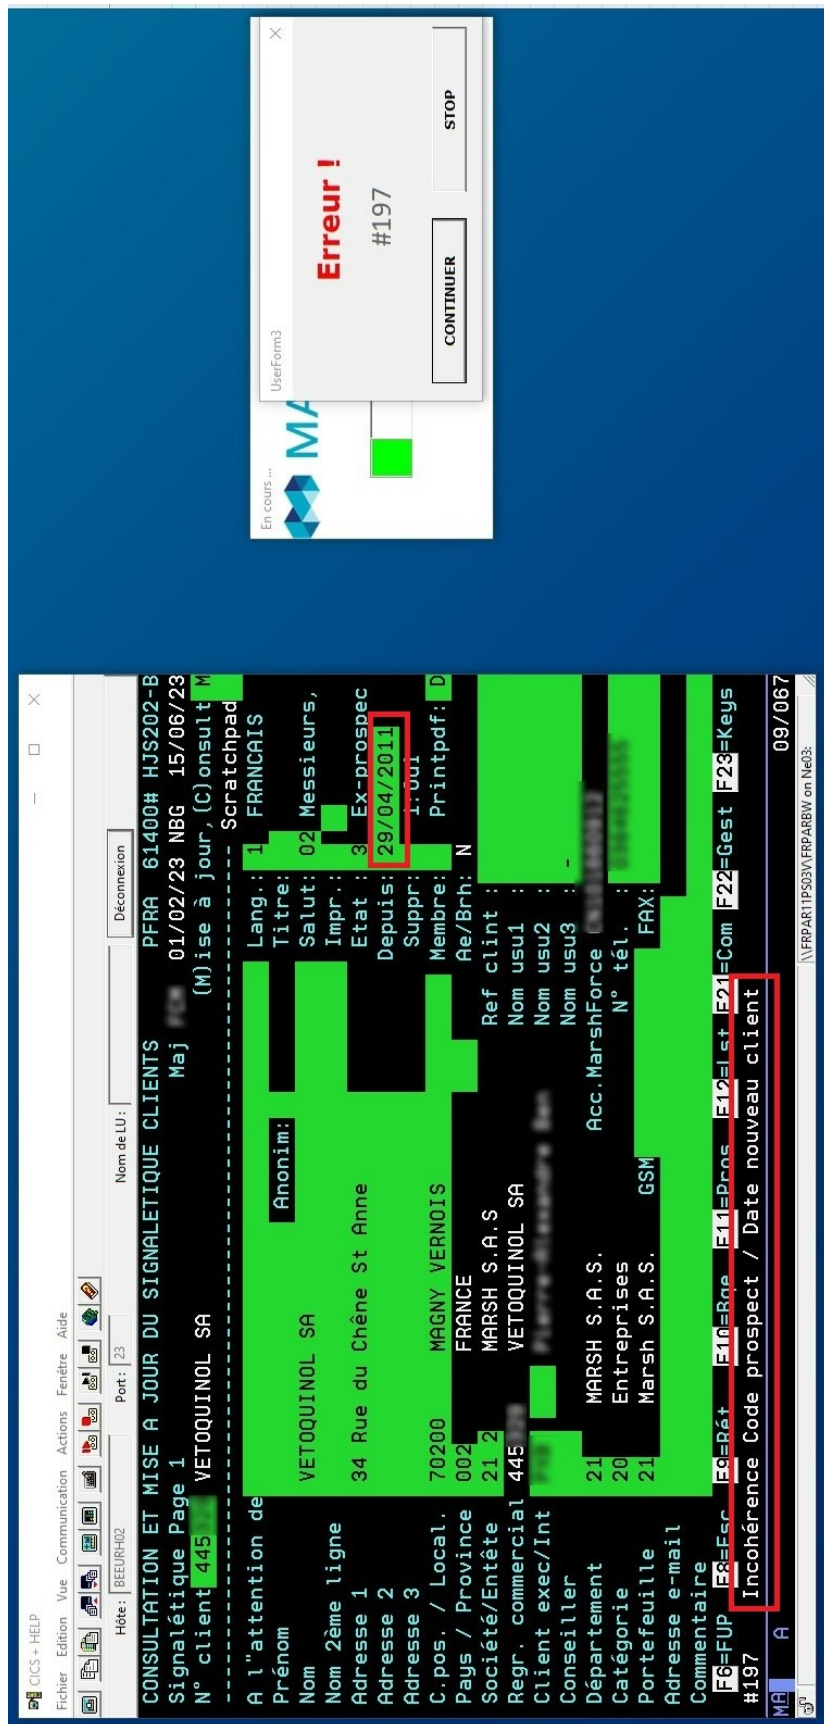 CICS + HELP
Fichier Edition Vue Communication Actions Fenêtre Aide
Hôte: BEEURH02 Port: 23 Nom de LU: Déconnexion
CONSULTATION ET MISE A JOUR DU SIGNALETIQUE CLIENTS PFRA 61400# HJS202-B
Signalétique Page 1 Maj 01/02/23 NBG 15/06/23
N° client 445 VETOQUINOL SA (M)ise à jour,(C)onsult M
Scratchpad
A l"attention de Lang.: 1 FRANCAIS
Prénom Anonim: Titre:
Nom VETOQUINOL SA Salut: 02 Messieurs,
Nom 2ème ligne Impr.:
Adresse 1 34 Rue du Chêne St Anne Etat : 3 Ex-prospec
Adresse 2 Depuis: 29/04/2011
Adresse 3 Suppr: 1:Oui
C.pos. / Local. 70200 MAGNY VERNOIS Membre: Printpdf: D
Pays / Province 002 FRANCE Ae/Brh: N
Société/Entête 21 2 MARSH S.A.S Ref clint :
Regr commercial 445 VETOQUINOL SA Nom usu1 :
Client exec/Int Nom usu2 :
Conseiller Nom usu3 : -
Département 21 MARSH S.A.S. Acc.MarshForce
Catégorie 20 Entreprises N° tél. :
Portefeuille 21 Marsh S.A.S. GSM FAX:
Adresse e-mail
Commentaire
F6=FUP F8=Esc F9=Rét F10=Rge F11=Pros F12=Lst F21=Com F22=Gest F23=Keys
#197 Incohérence Code prospect / Date nouveau client
MA A 09/067
\\FRPAR11PS03V\FRPARBW on Ne03:
En cours ...
MA
UserForm3
Erreur !
#197
CONTINUER STOP